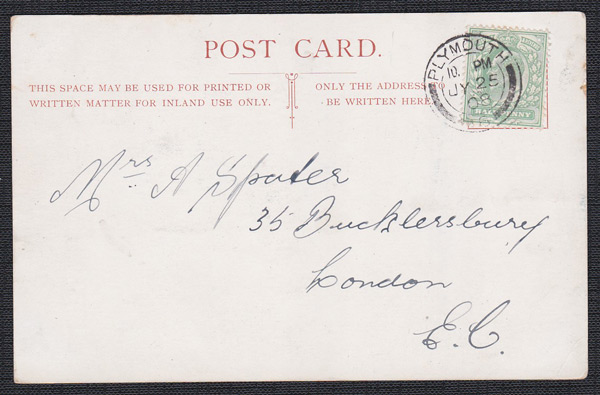 POST CARD.
THIS SPACE MAY BE USED FOR PRINTED OR
WRITTEN MATTER FOR INLAND USE ONLY.
ONLY THE ADDRESS TO
BE WRITTEN HERE
PLYMOUTH
10. PM
JY 25
08
Mrs A Spater
35 Bucklersbury
London
E.C.